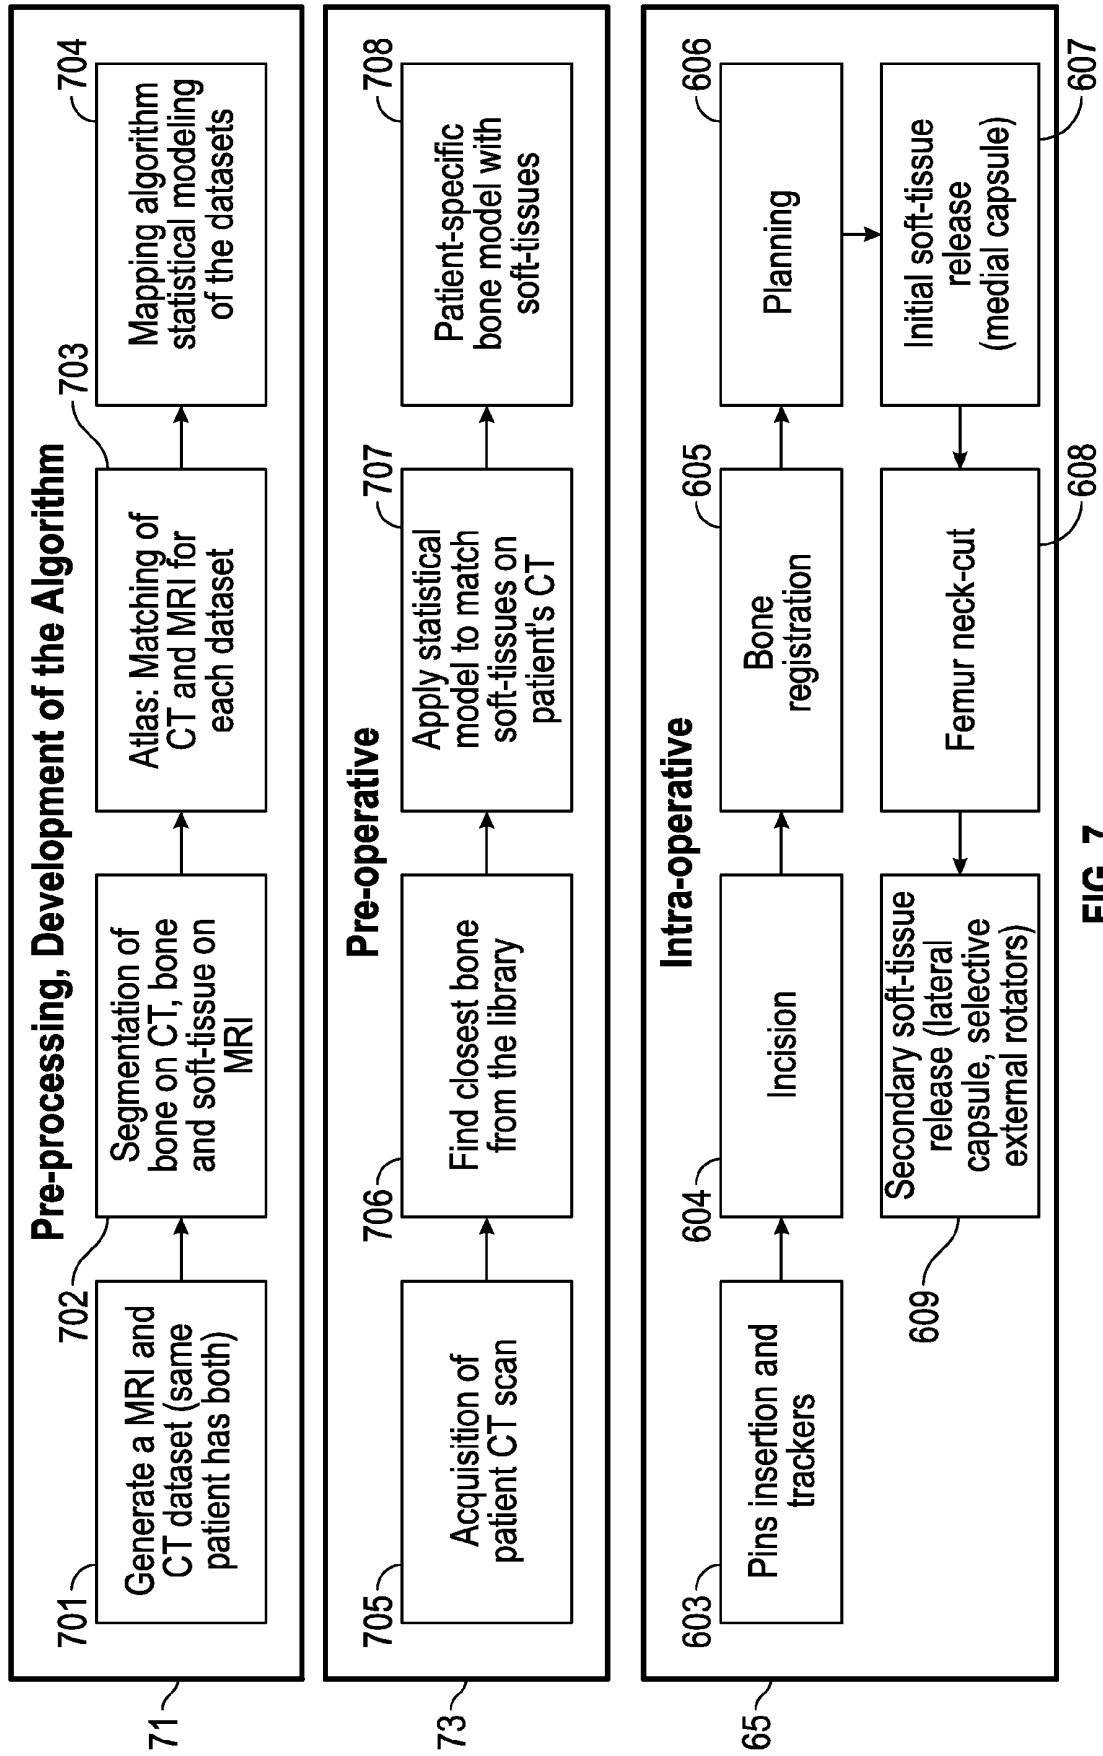 Pre-processing, Development of the Algorithm
71
701
Generate a MRI and
CT dataset (same
patient has both)
702
Segmentation of
bone on CT, bone
and soft-tissue on
MRI
703
Atlas: Matching of
CT and MRI for
each dataset
704
Mapping algorithm
statistical modeling
of the datasets
Pre-operative
73
705
Acquisition of
patient CT scan
706
Find closest bone
from the library
707
Apply statistical
model to match
soft-tissues on
patient's CT
708
Patient-specific
bone model with
soft-tissues
Intra-operative
65
603
Pins insertion and
trackers
604
Incision
605
Bone
registration
606
Planning
607
Initial soft-tissue
release
(medial capsule)
608
Femur neck-cut
609
Secondary soft-tissue
release (lateral
capsule, selective
external rotators)
FIG. 7